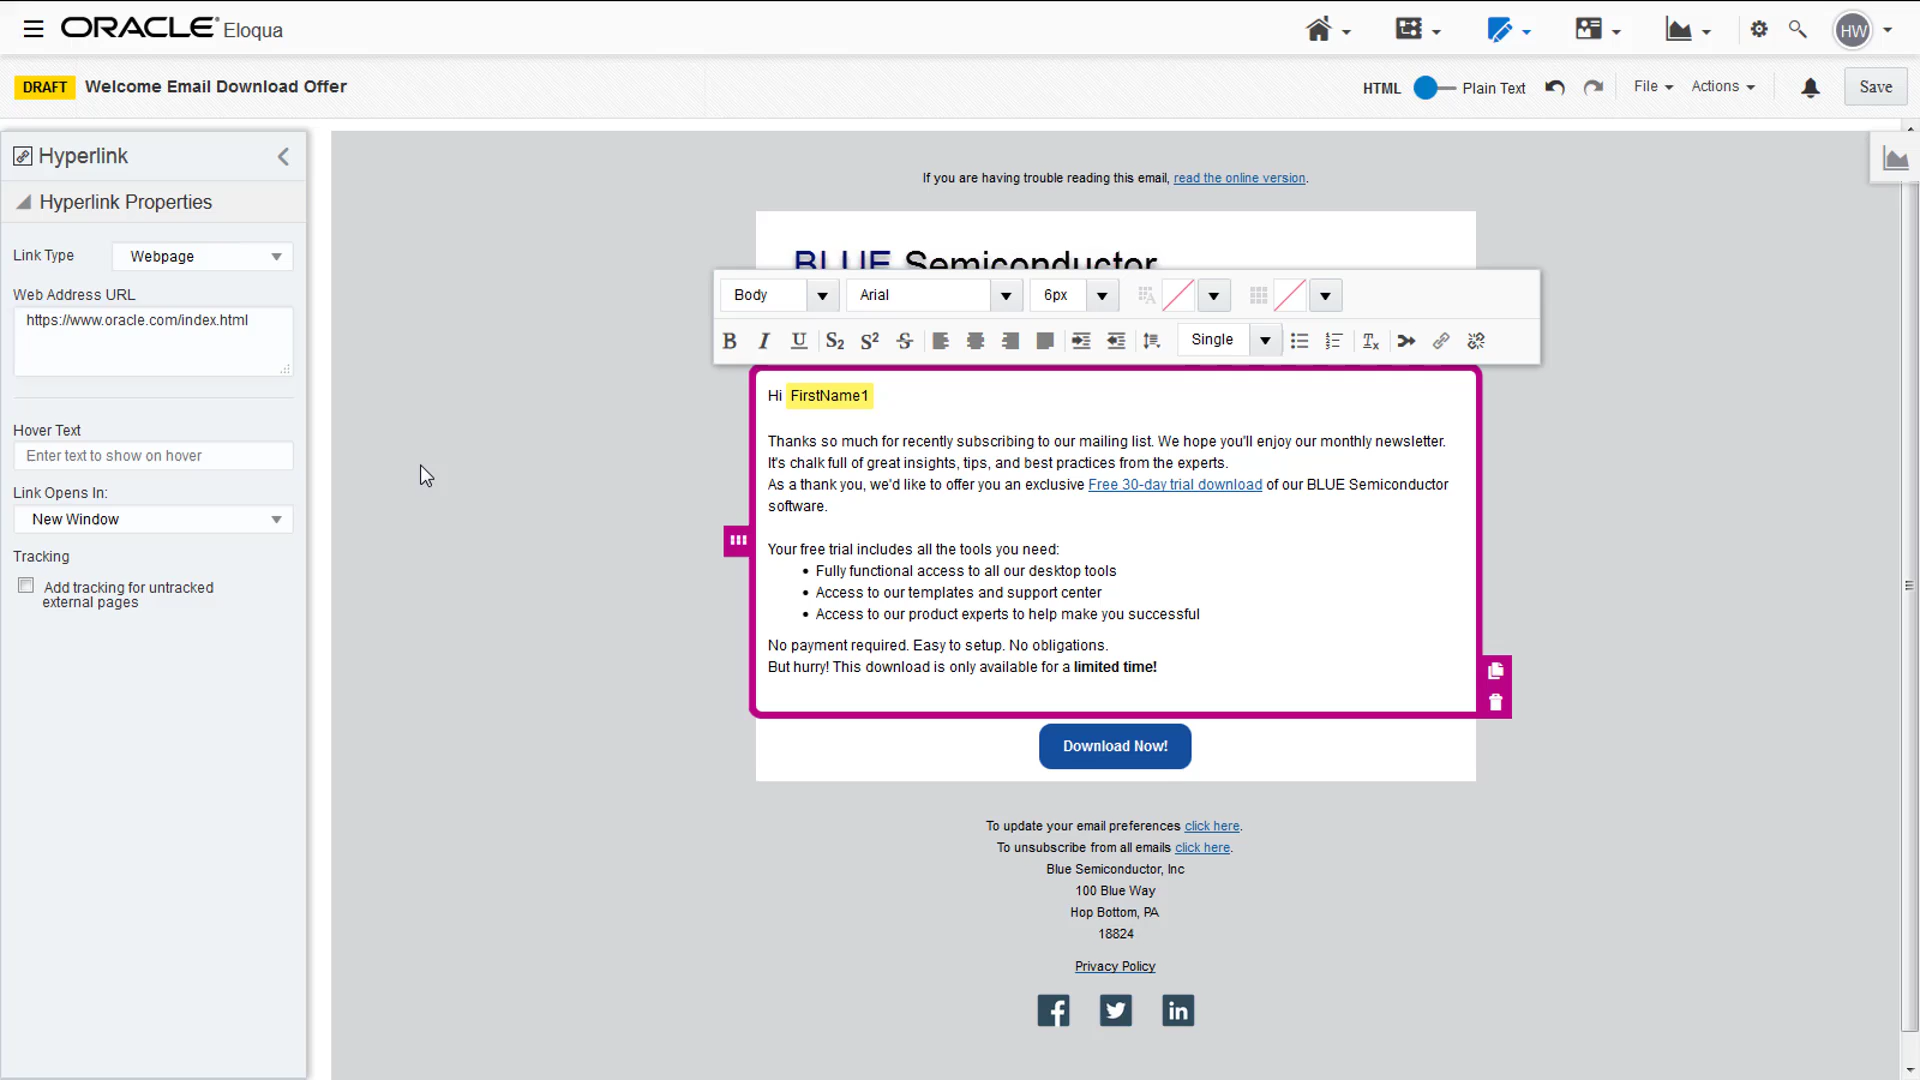 ORACLE® Eloqua
HW
DRAFT Welcome Email Download Offer
HTML Plain Text File Actions Save
Hyperlink
Hyperlink Properties
Link Type Webpage
Web Address URL
https://www.oracle.com/index.html
Hover Text
Enter text to show on hover
Link Opens In:
New Window
Tracking
Add tracking for untracked
external pages
If you are having trouble reading this email, read the online version.
BLUE Semiconductor
Body Arial 6px
B I U S2 S2 S Single Tx
Hi FirstName1
Thanks so much for recently subscribing to our mailing list. We hope you'll enjoy our monthly newsletter.
It's chalk full of great insights, tips, and best practices from the experts.
As a thank you, we'd like to offer you an exclusive Free 30-day trial download of our BLUE Semiconductor
software.
Your free trial includes all the tools you need:
• Fully functional access to all our desktop tools
• Access to our templates and support center
• Access to our product experts to help make you successful
No payment required. Easy to setup. No obligations.
But hurry! This download is only available for a limited time!
Download Now!
To update your email preferences click here.
To unsubscribe from all emails click here.
Blue Semiconductor, Inc
100 Blue Way
Hop Bottom, PA
18824
Privacy Policy